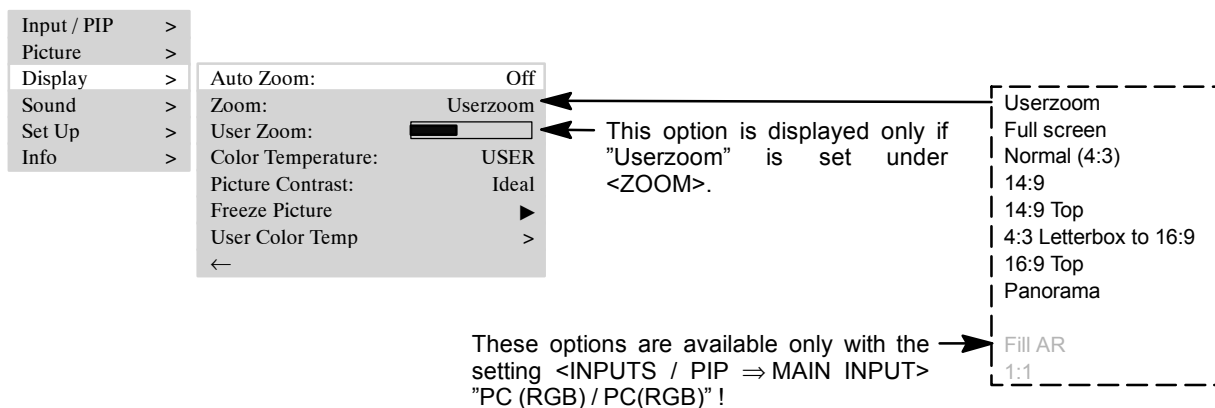 Input / PIP >
Picture >
Display >
Sound >
Set Up >
Info >
Auto Zoom: Off
Zoom: Userzoom
User Zoom:
Color Temperature: USER
Picture Contrast: Ideal
Freeze Picture ▶
User Color Temp >
←
This option is displayed only if
”Userzoom” is set under
<ZOOM>.
Userzoom
Full screen
Normal (4:3)
14:9
14:9 Top
4:3 Letterbox to 16:9
16:9 Top
Panorama
Fill AR
1:1
These options are available only with the
setting <INPUTS / PIP ⇒ MAIN INPUT>
”PC (RGB) / PC(RGB)” !